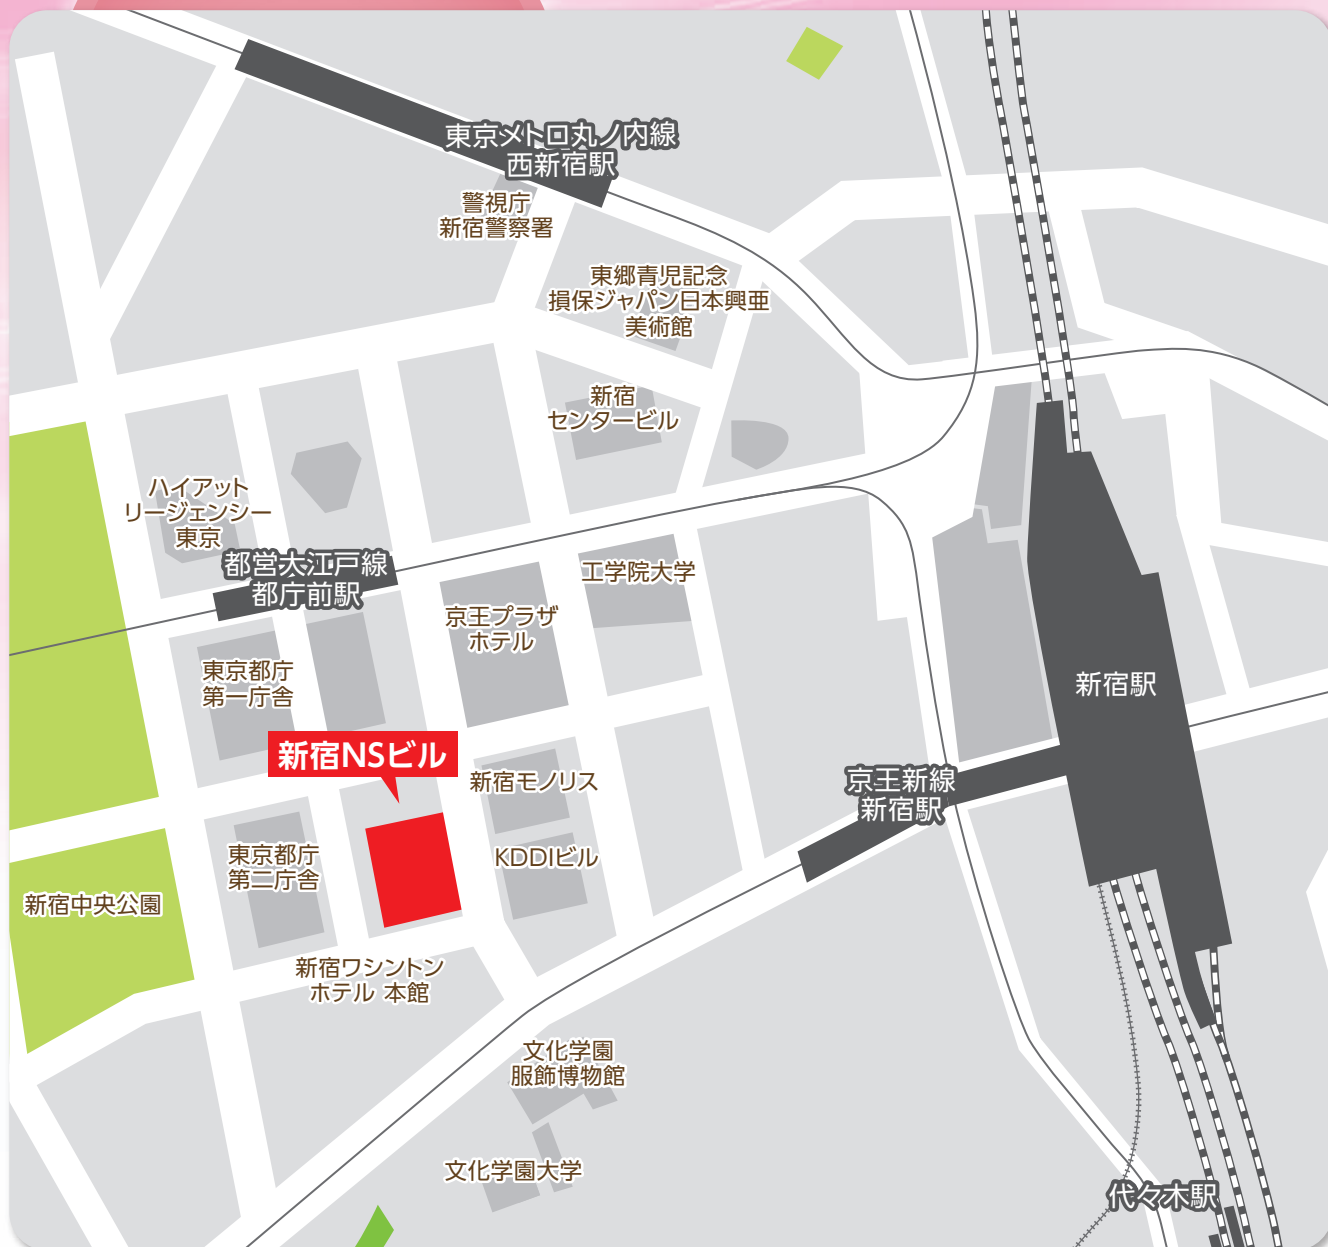 東京メトロ丸ノ内線
西新宿駅
警視庁
新宿警察署
東郷青児記念
損保ジャパン日本興亜
美術館
新宿
センタービル
ハイアット
リージェンシー
東京
都営大江戸線
都庁前駅
工学院大学
京王プラザ
ホテル
東京都庁
第一庁舎
新宿駅
新宿NSビル
新宿モノリス
京王新線
新宿駅
東京都庁
第二庁舎
KDDIビル
新宿中央公園
新宿ワシントン
ホテル 本館
文化学園
服飾博物館
文化学園大学
代々木駅